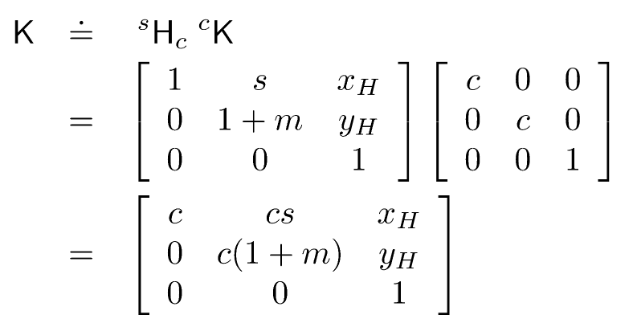 K ≐ ˢH_c ᶜK
= [ 1 s x_H ; 0 1 + m y_H ; 0 0 1 ] [ c 0 0 ; 0 c 0 ; 0 0 1 ]
= [ c cs x_H ; 0 c(1 + m) y_H ; 0 0 1 ]